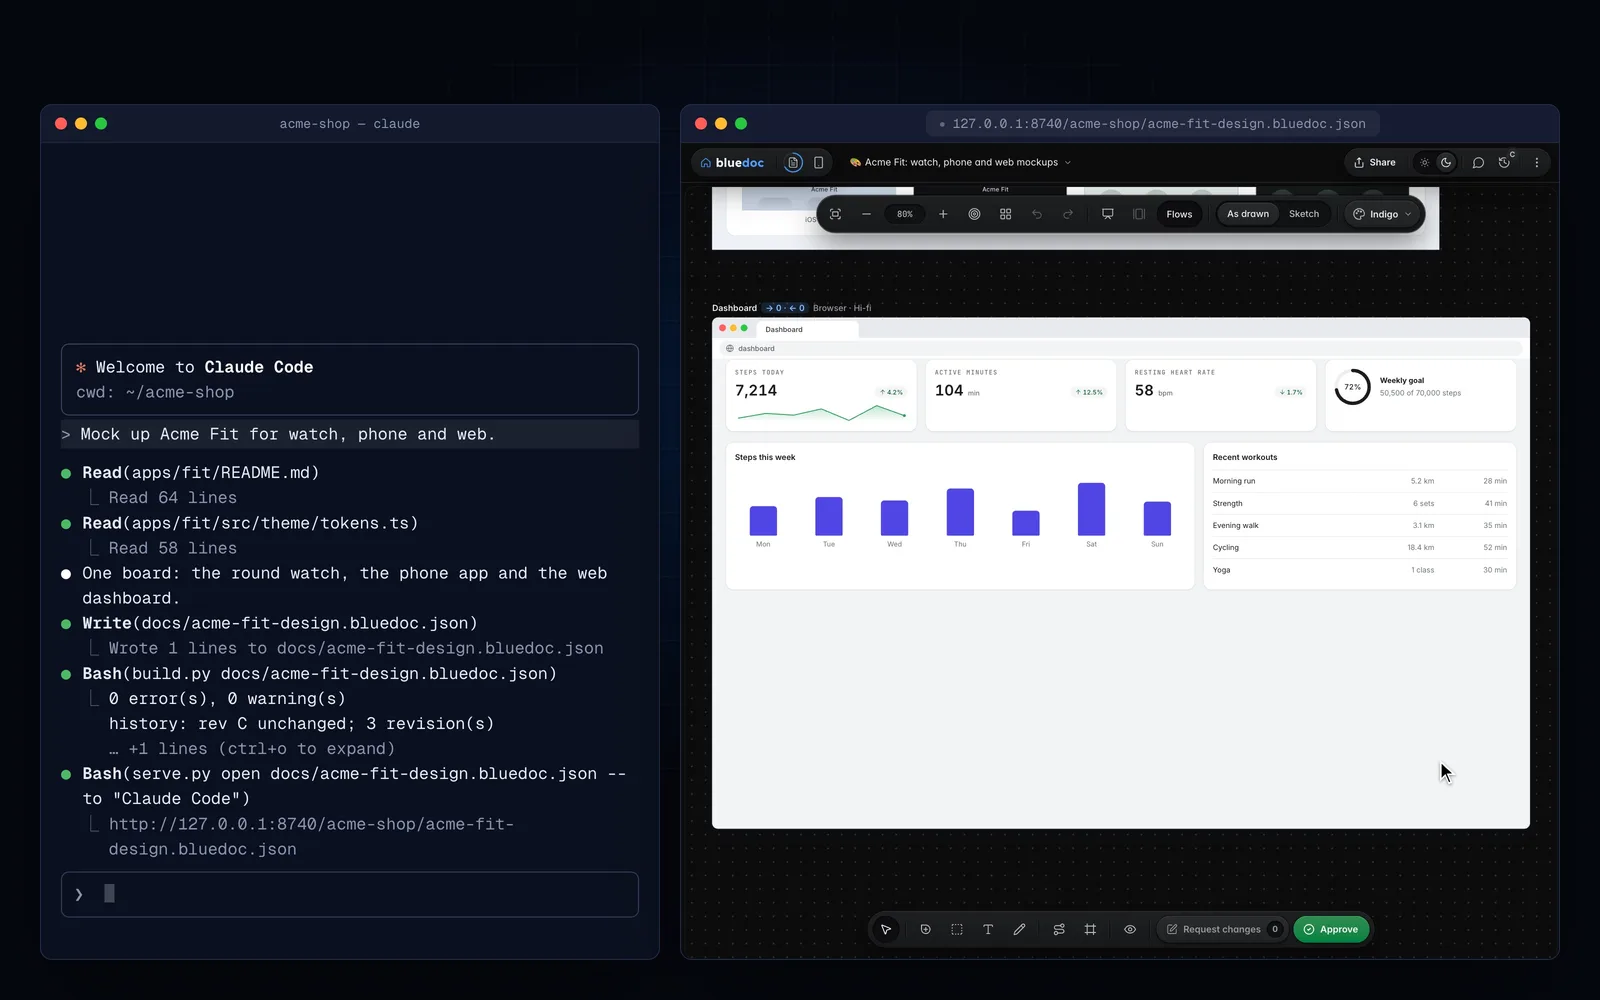 acme-shop — claude
✻ Welcome to Claude Code
cwd: ~/acme-shop
> Mock up Acme Fit for watch, phone and web.
Read(apps/fit/README.md)
Read 64 lines
Read(apps/fit/src/theme/tokens.ts)
Read 58 lines
One board: the round watch, the phone app and the web
dashboard.
Write(docs/acme-fit-design.bluedoc.json)
Wrote 1 lines to docs/acme-fit-design.bluedoc.json
Bash(build.py docs/acme-fit-design.bluedoc.json)
0 error(s), 0 warning(s)
history: rev C unchanged; 3 revision(s)
… +1 lines (ctrl+o to expand)
Bash(serve.py open docs/acme-fit-design.bluedoc.json --
to "Claude Code")
http://127.0.0.1:8740/acme-shop/acme-fit-
design.bluedoc.json
❯
127.0.0.1:8740/acme-shop/acme-fit-design.bluedoc.json
bluedoc
Acme Fit: watch, phone and web mockups
Share
C
Acme Fit
Acme Fit
iOS
80%
Flows
As drawn
Sketch
Indigo
Dashboard → 0 · ← 0 Browser · Hi-fi
Dashboard
dashboard
STEPS TODAY
7,214
↑ 4.2%
ACTIVE MINUTES
104 min
↑ 12.5%
RESTING HEART RATE
58 bpm
↓ 1.7%
72%
Weekly goal
50,500 of 70,000 steps
Steps this week
Mon Tue Wed Thu Fri Sat Sun
Recent workouts
Morning run 5.2 km 28 min
Strength 6 sets 41 min
Evening walk 3.1 km 35 min
Cycling 18.4 km 52 min
Yoga 1 class 30 min
Request changes 0
Approve